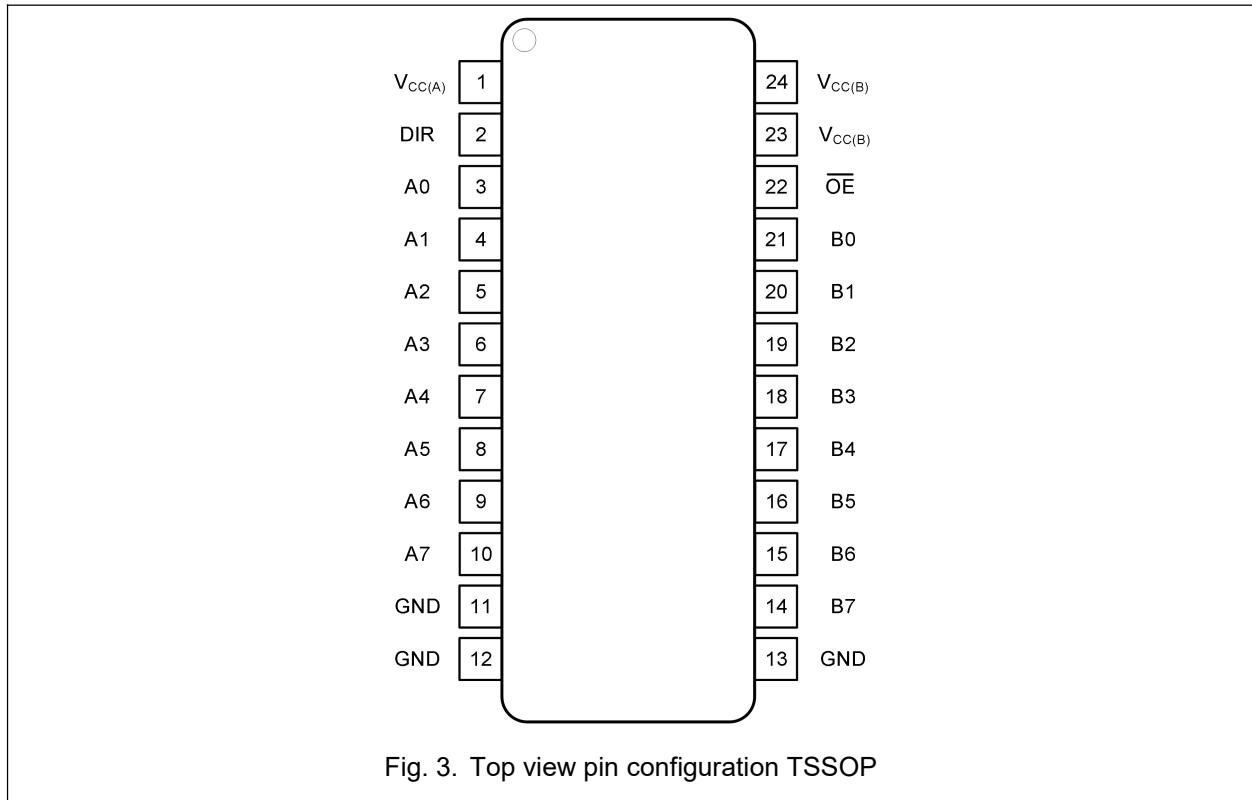 V_CC(A) 1 24 V_CC(B)
DIR 2 23 V_CC(B)
A0 3 22 O̅E̅
A1 4 21 B0
A2 5 20 B1
A3 6 19 B2
A4 7 18 B3
A5 8 17 B4
A6 9 16 B5
A7 10 15 B6
GND 11 14 B7
GND 12 13 GND
Fig. 3. Top view pin configuration TSSOP